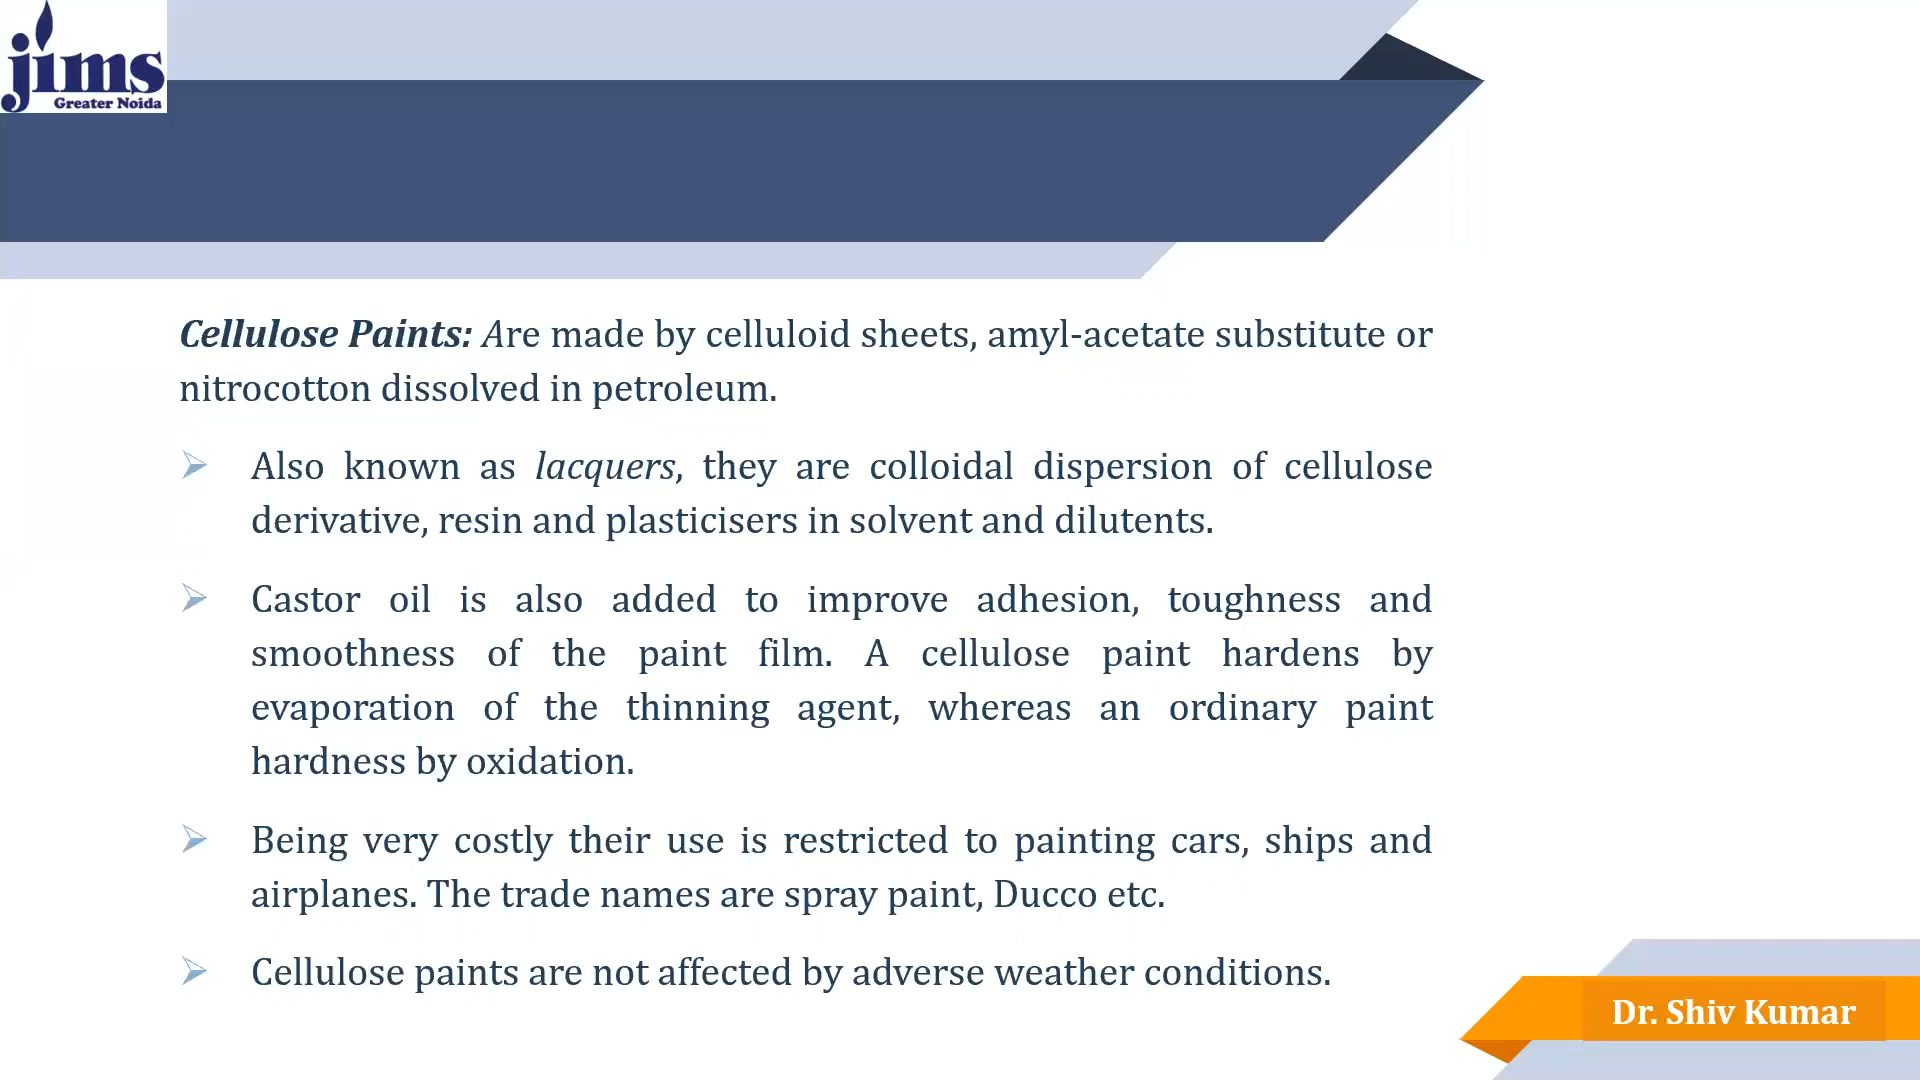 jims
Greater Noida
Cellulose Paints: Are made by celluloid sheets, amyl-acetate substitute or
nitrocotton dissolved in petroleum.
Also known as lacquers, they are colloidal dispersion of cellulose
derivative, resin and plasticisers in solvent and dilutents.
Castor oil is also added to improve adhesion, toughness and
smoothness of the paint film. A cellulose paint hardens by
evaporation of the thinning agent, whereas an ordinary paint
hardness by oxidation.
Being very costly their use is restricted to painting cars, ships and
airplanes. The trade names are spray paint, Ducco etc.
Cellulose paints are not affected by adverse weather conditions.
Dr. Shiv Kumar